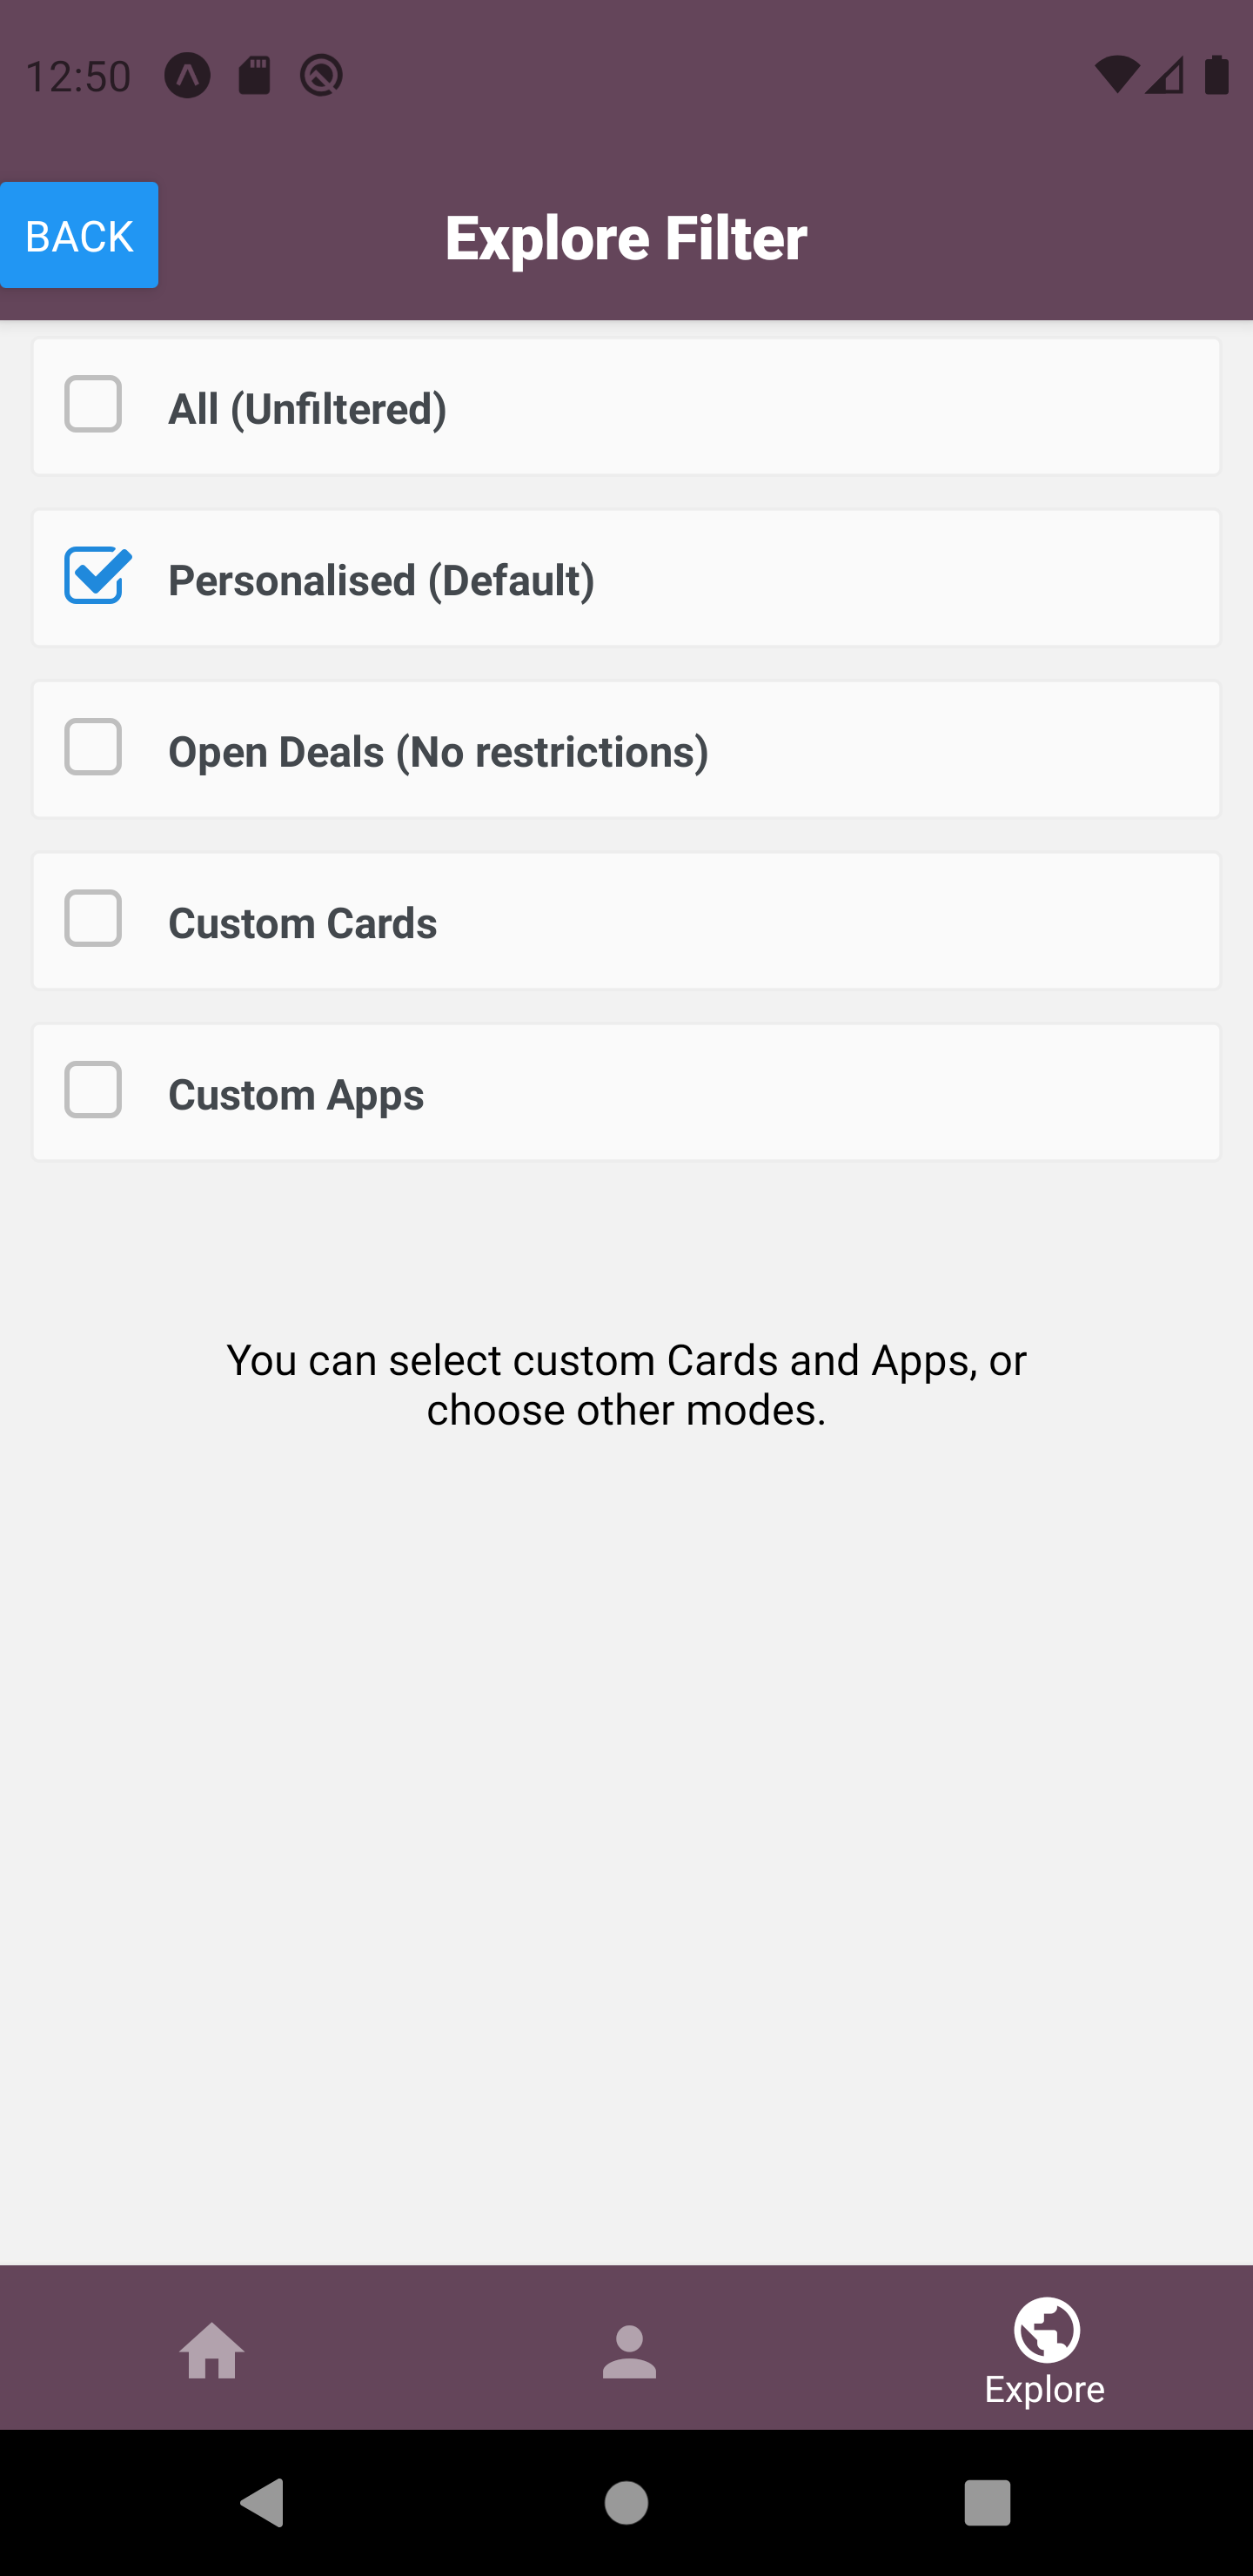 12:50
BACK
Explore Filter
All (Unfiltered)
Personalised (Default)
Open Deals (No restrictions)
Custom Cards
Custom Apps
You can select custom Cards and Apps, or
choose other modes.
Explore